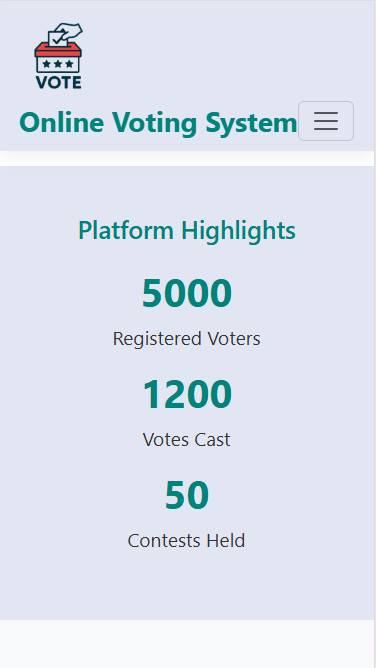 VOTE
Online Voting System
Platform Highlights
5000
Registered Voters
1200
Votes Cast
50
Contests Held